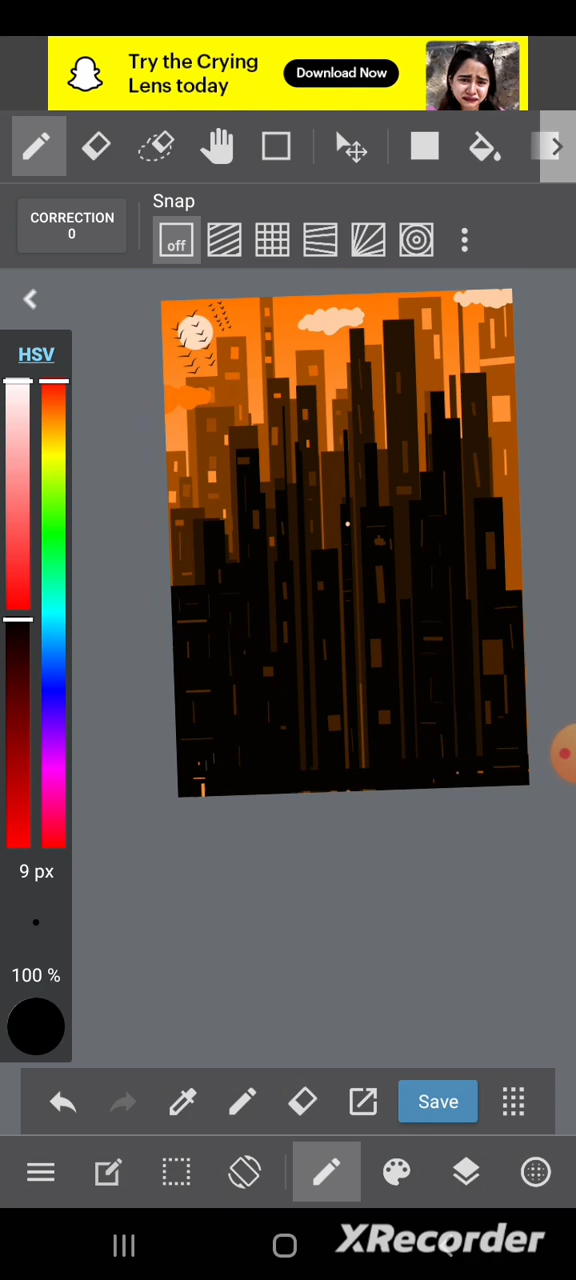 Try the Crying
Lens today
Download Now
Snap
CORRECTION
0
off
HSV
9 px
100 %
Save
XRecorder